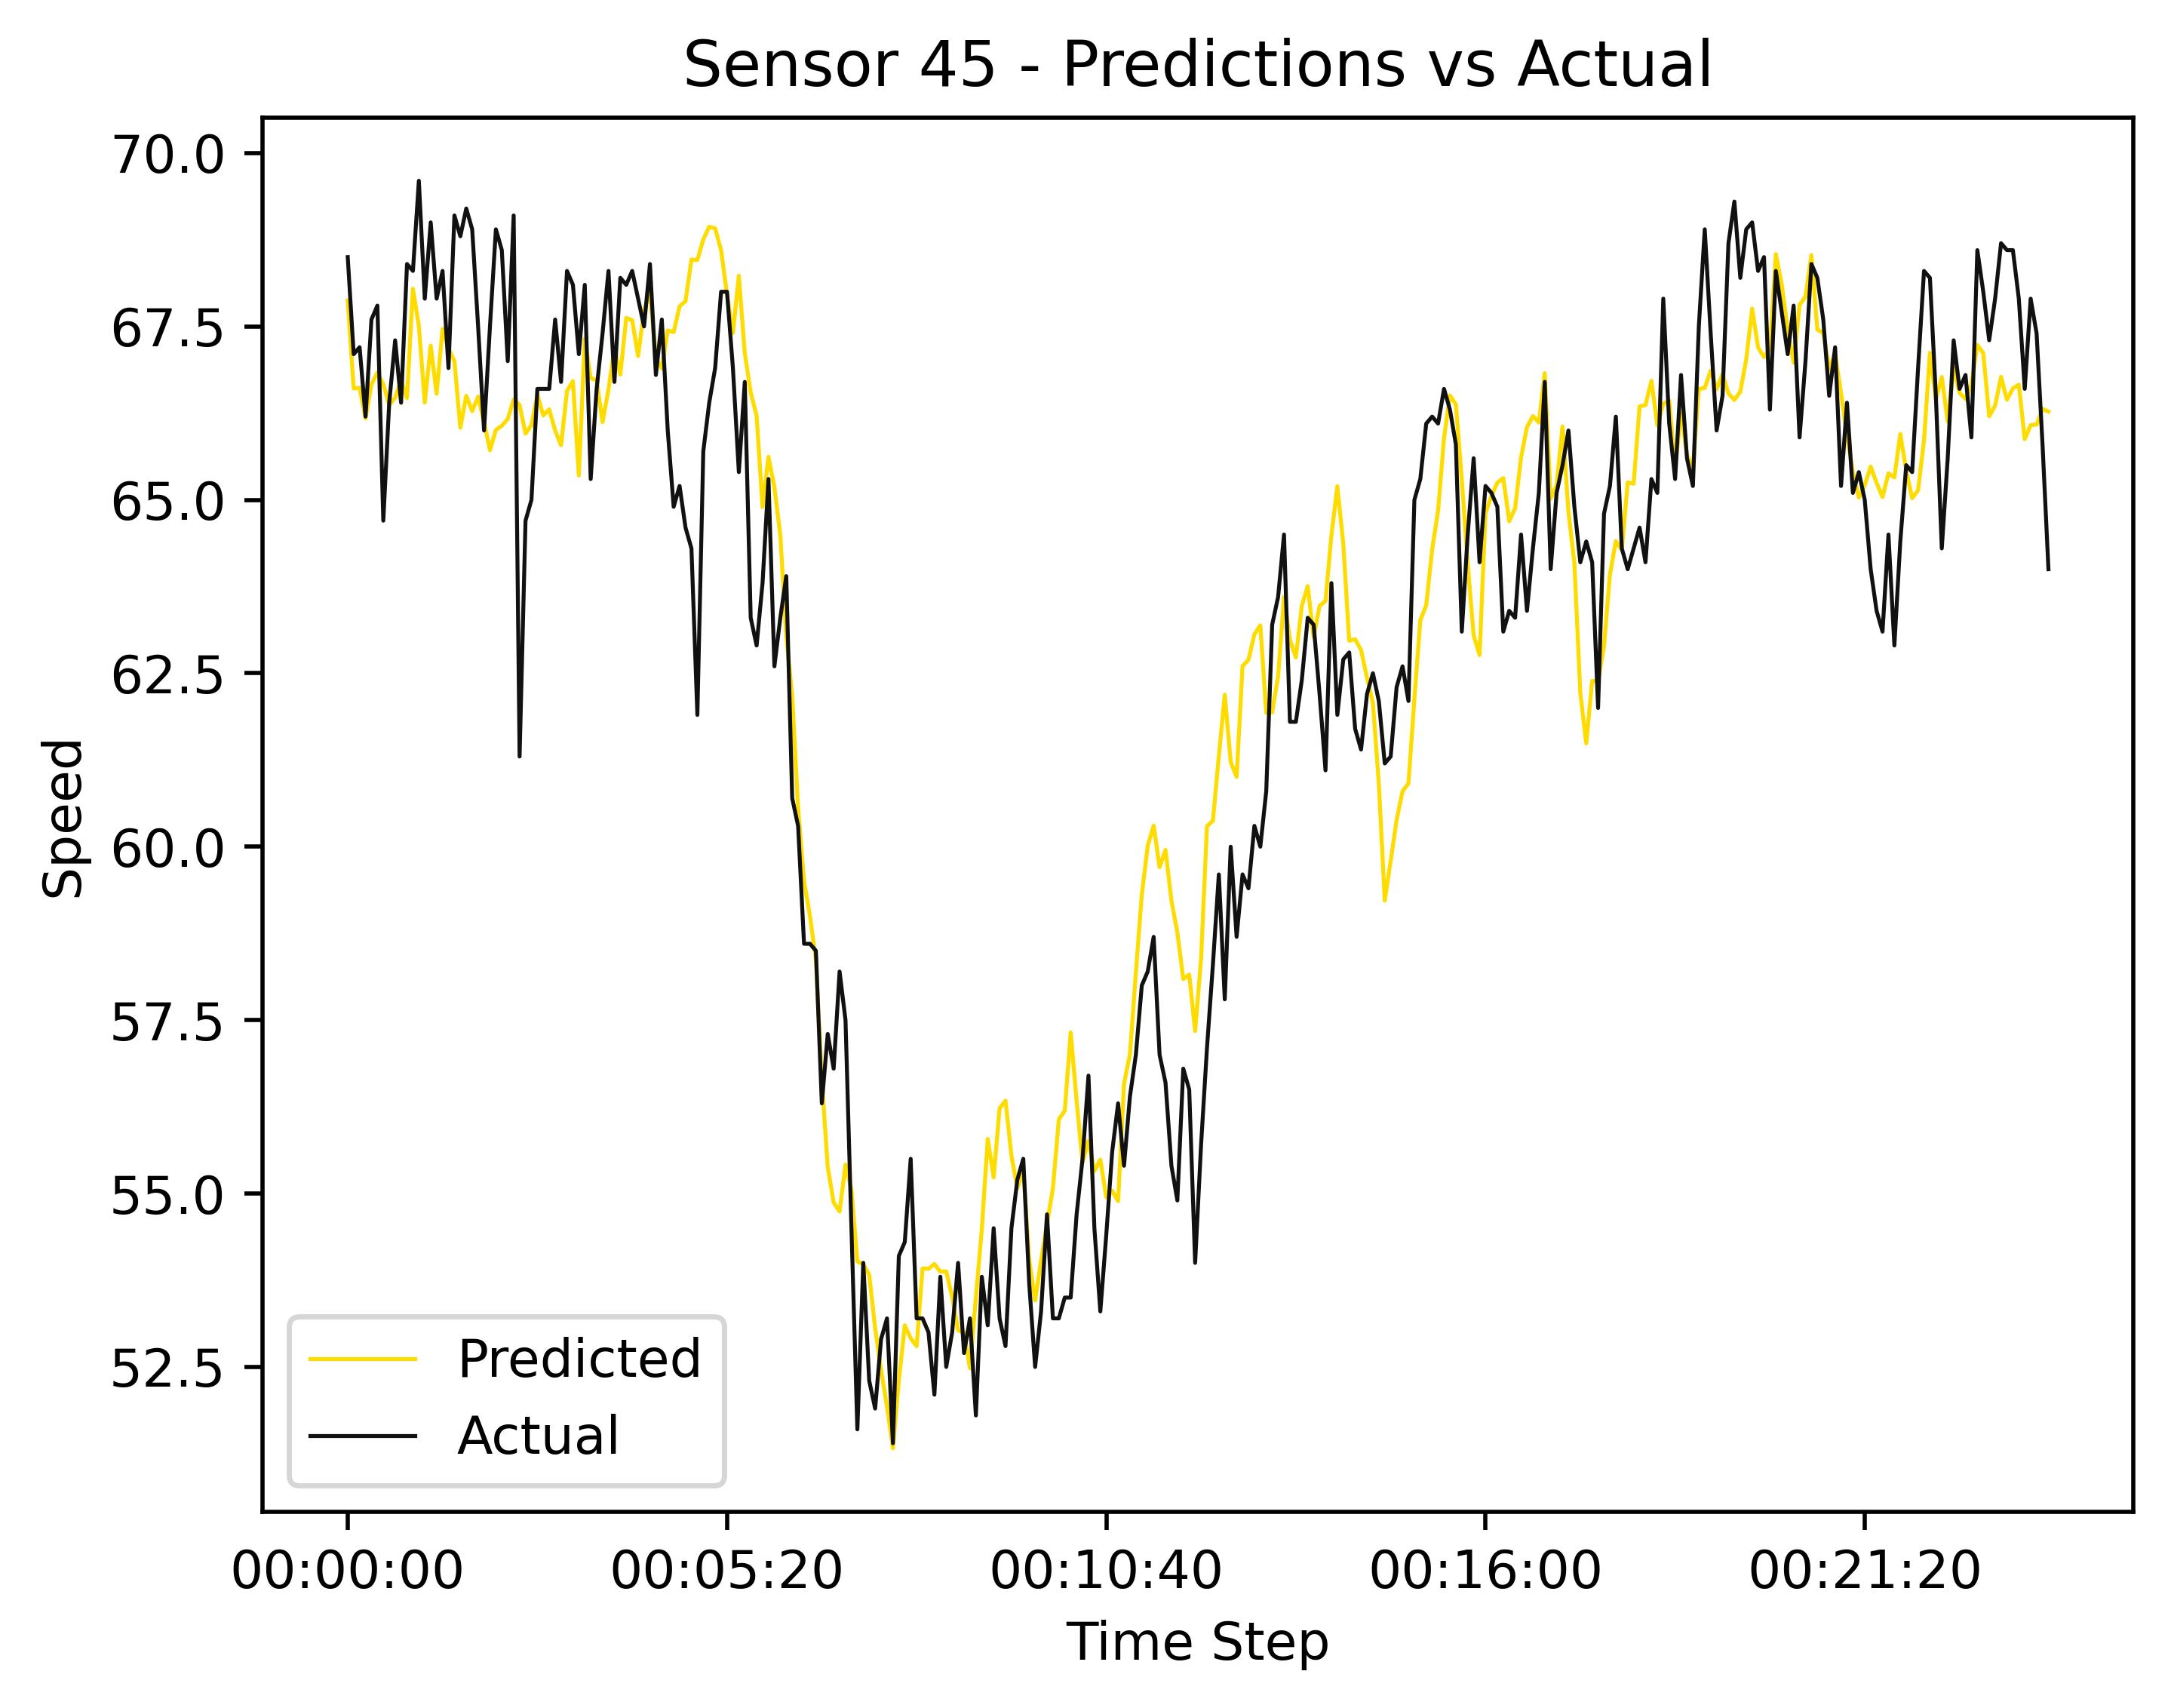 Sensor 45 - Predictions vs Actual
70.0
67.5
65.0
62.5
60.0
57.5
55.0
52.5
Speed
Predicted
Actual
00:00:00 00:05:20 00:10:40 00:16:00 00:21:20
Time Step